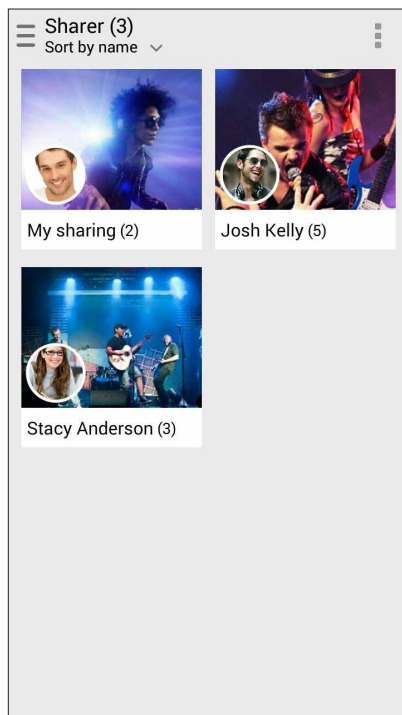 Sharer (3)
Sort by name
My sharing (2)
Josh Kelly (5)
Stacy Anderson (3)